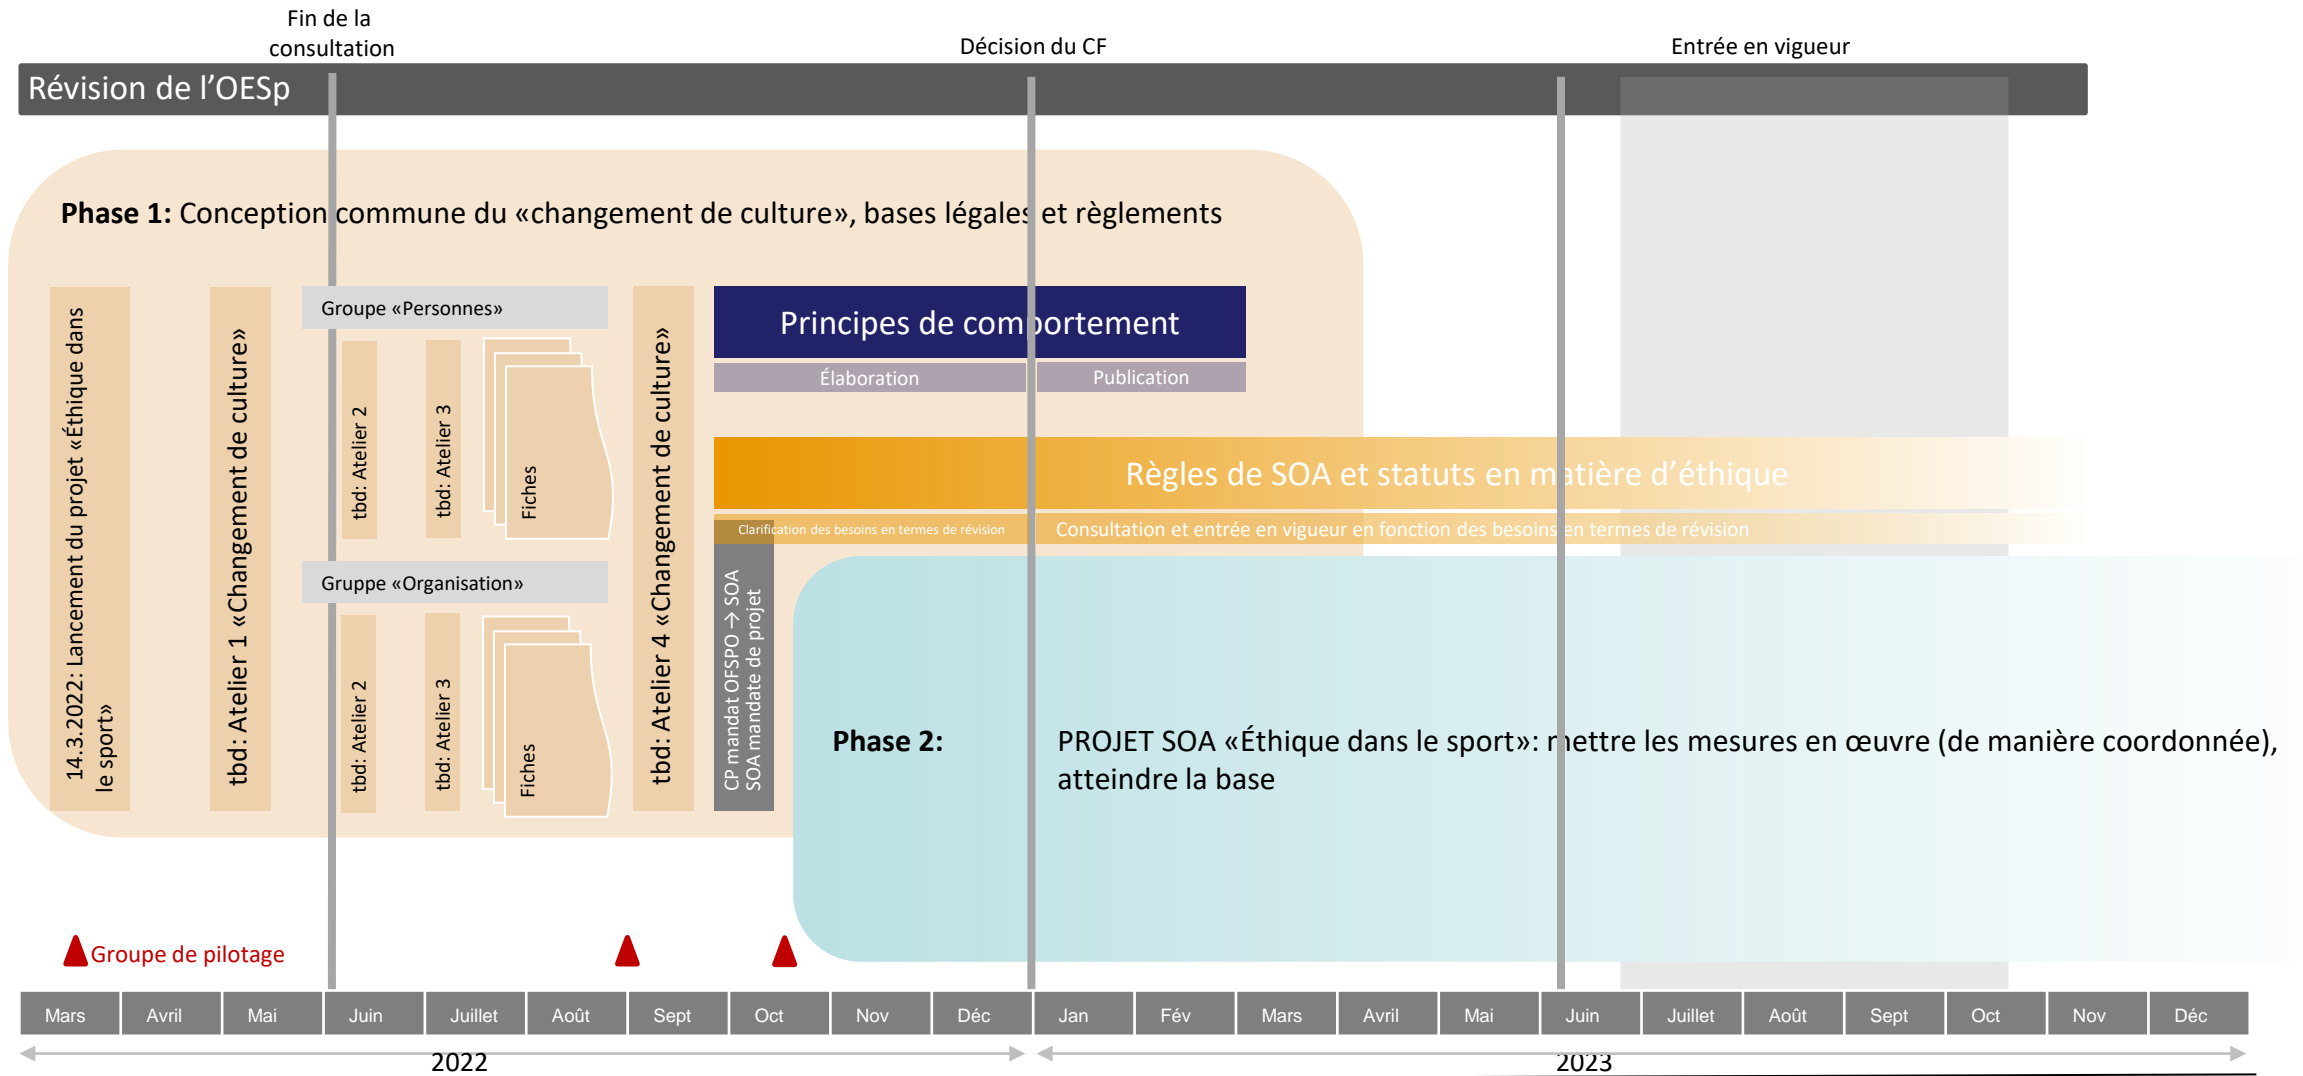 Fin de la
consultation
Décision du CF
Entrée en vigueur
Révision de l’OESp
Phase 1: Conception commune du «changement de culture», bases légales et règlements
14.3.2022: Lancement du projet «Éthique dans
le sport»
tbd: Atelier 1 «Changement de culture»
Groupe «Personnes»
tbd: Atelier 2
tbd: Atelier 3
Fiches
Gruppe «Organisation»
tbd: Atelier 2
tbd: Atelier 3
Fiches
tbd: Atelier 4 «Changement de culture»
Principes de comportement
Élaboration
Publication
Règles de SOA et statuts en matière d’éthique
Clarification des besoins en termes de révision
Consultation et entrée en vigueur en fonction des besoins en termes de révision
CP mandat OFSPO → SOA
SOA mandate de projet
Phase 2:
PROJET SOA «Éthique dans le sport»: mettre les mesures en œuvre (de manière coordonnée),
atteindre la base
Groupe de pilotage
Mars Avril Mai Juin Juillet Août Sept Oct Nov Déc Jan Fév Mars Avril Mai Juin Juillet Août Sept Oct Nov Déc
2022
2023